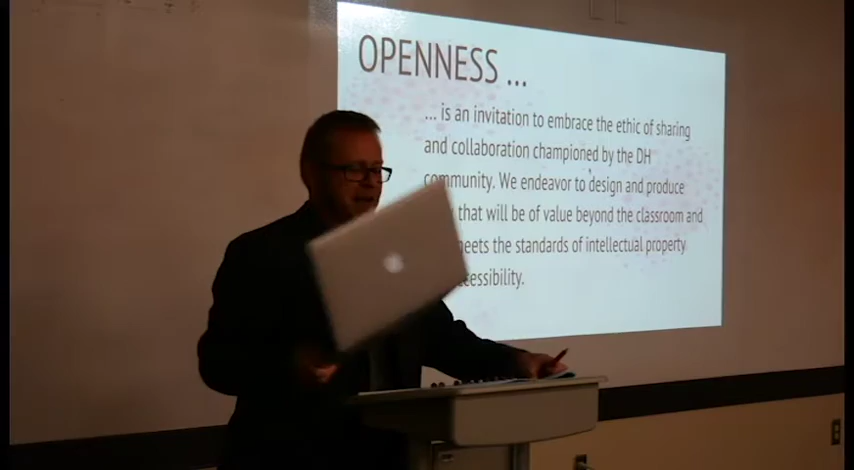 OPENNESS ...
... is an invitation to embrace the ethic of sharing
and collaboration championed by the DH
community. We endeavor to design and produce
that will be of value beyond the classroom and
the standards of intellectual property